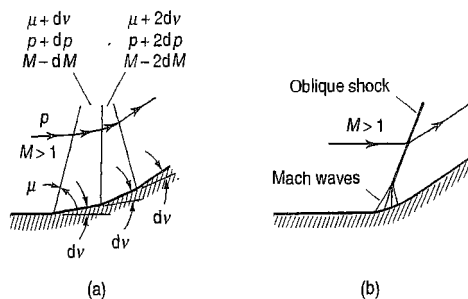 μ + dν
p + dp
M − dM
μ + 2dν
p + 2dp
M − 2dM
p
M > 1
μ
dν
dν
dν
(a)
Oblique shock
M > 1
Mach waves
(b)